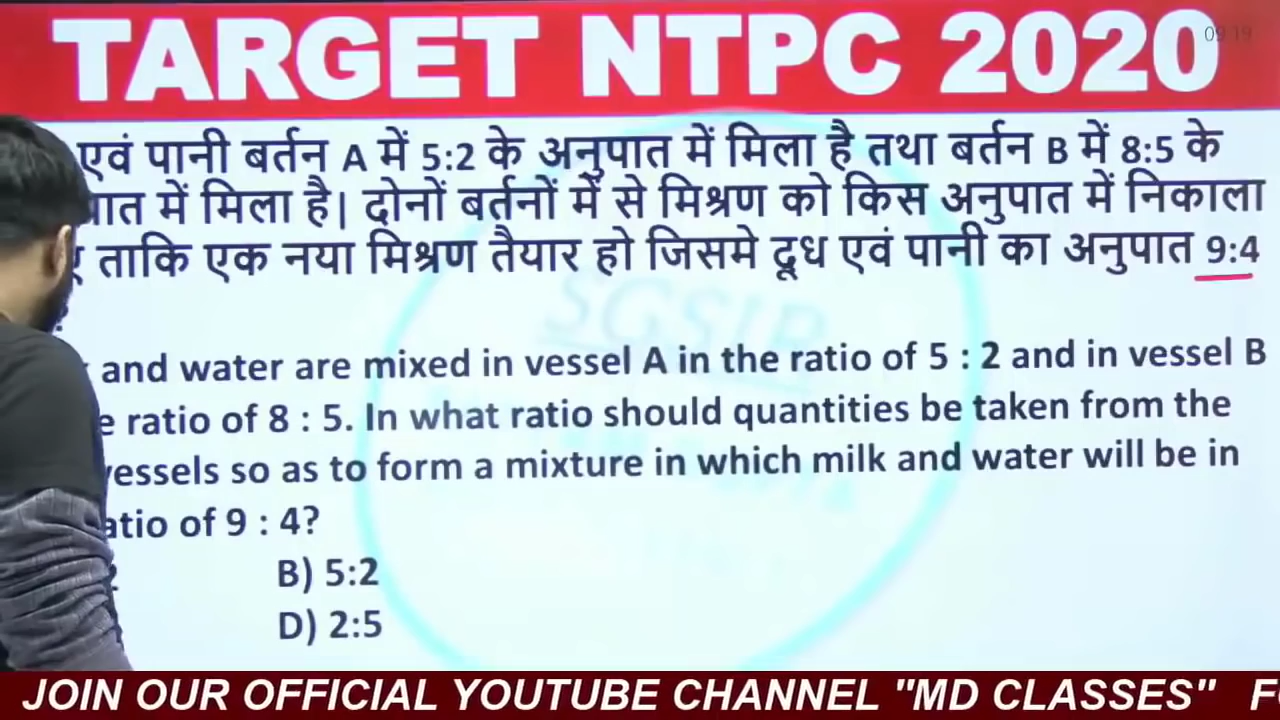 TARGET NTPC 2020
09:19
एवं पानी बर्तन A में 5:2 के अनुपात में मिला है तथा बर्तन B में 8:5 के
में मिला है| दोनों बर्तनों में से मिश्रण को किस अनुपात में निकाला
ताकि एक नया मिश्रण तैयार हो जिसमे दूध एवं पानी का अनुपात 9:4
SGSIP
and water are mixed in vessel A in the ratio of 5 : 2 and in vessel B
ratio of 8 : 5. In what ratio should quantities be taken from the
vessels so as to form a mixture in which milk and water will be in
of 9 : 4?
B) 5:2
D) 2:5
JOIN OUR OFFICIAL YOUTUBE CHANNEL "MD CLASSES"